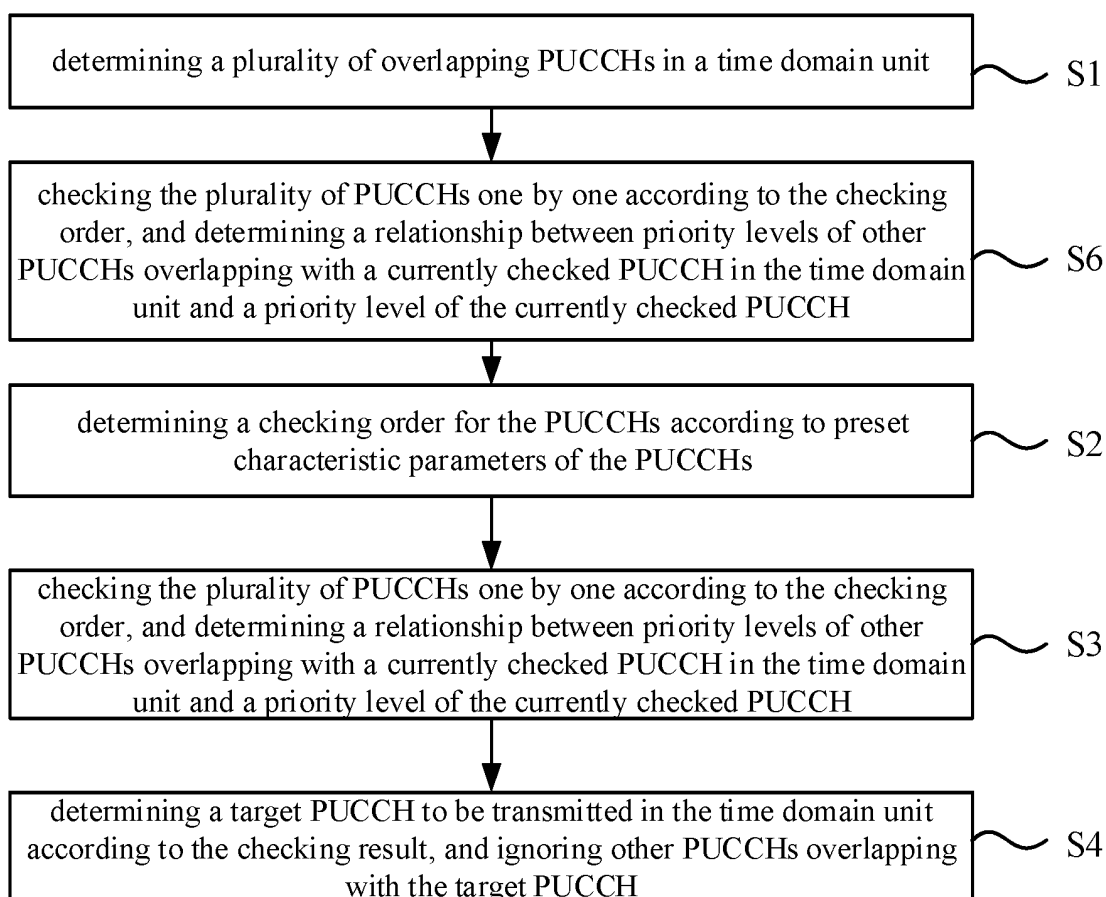 determining a plurality of overlapping PUCCHs in a time domain unit
S1
checking the plurality of PUCCHs one by one according to the checking
order, and determining a relationship between priority levels of other
PUCCHs overlapping with a currently checked PUCCH in the time domain
unit and a priority level of the currently checked PUCCH
S6
determining a checking order for the PUCCHs according to preset
characteristic parameters of the PUCCHs
S2
checking the plurality of PUCCHs one by one according to the checking
order, and determining a relationship between priority levels of other
PUCCHs overlapping with a currently checked PUCCH in the time domain
unit and a priority level of the currently checked PUCCH
S3
determining a target PUCCH to be transmitted in the time domain unit
according to the checking result, and ignoring other PUCCHs overlapping
with the target PUCCH
S4